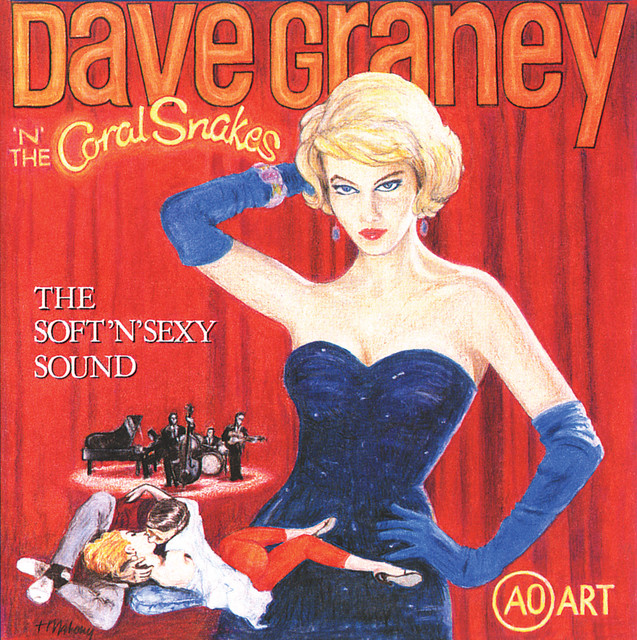 Dave Graney
'N'
THE Coral Snakes
THE
SOFT'N'SEXY
SOUND
AO ART